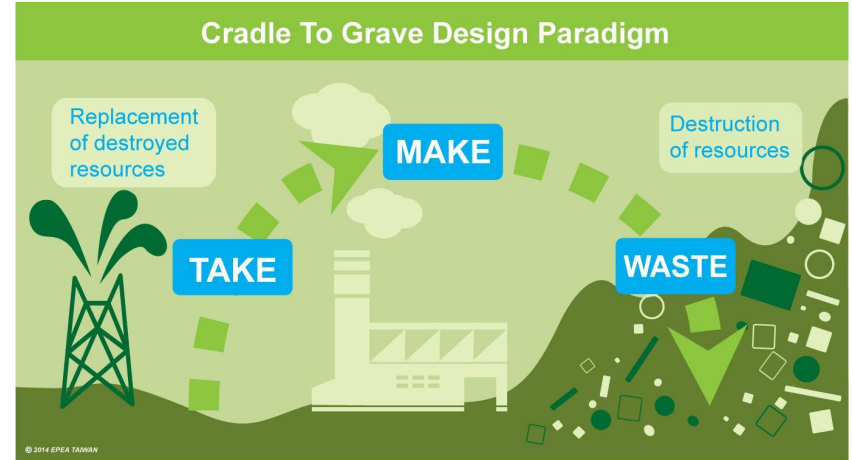 Cradle To Grave Design Paradigm
Replacement
of destroyed
resources
MAKE
Destruction
of resources
TAKE
WASTE
© 2014 EPEA TAIWAN